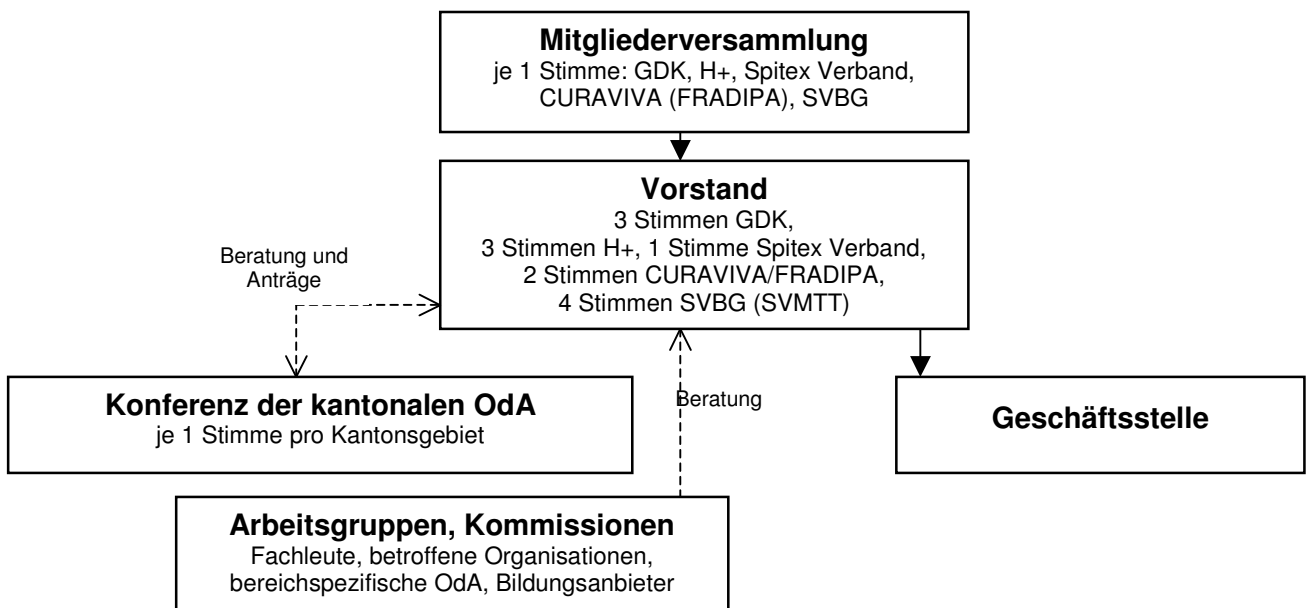 Mitgliederversammlung
je 1 Stimme: GDK, H+, Spitex Verband,
CURAVIVA (FRADIPA), SVBG
Vorstand
3 Stimmen GDK,
3 Stimmen H+, 1 Stimme Spitex Verband,
2 Stimmen CURAVIVA/FRADIPA,
4 Stimmen SVBG (SVMTT)
Beratung und
Anträge
Konferenz der kantonalen OdA
je 1 Stimme pro Kantonsgebiet
Beratung
Geschäftsstelle
Arbeitsgruppen, Kommissionen
Fachleute, betroffene Organisationen,
bereichspezifische OdA, Bildungsanbieter